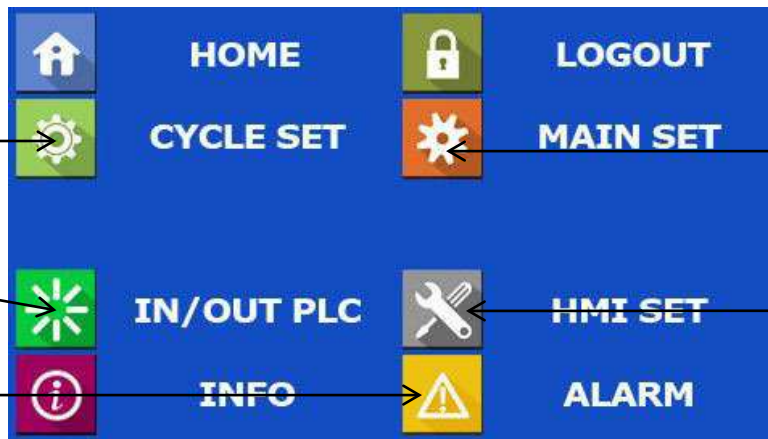 HOME LOGOUT
CYCLE SET MAIN SET
IN/OUT PLC HMI SET
INFO ALARM